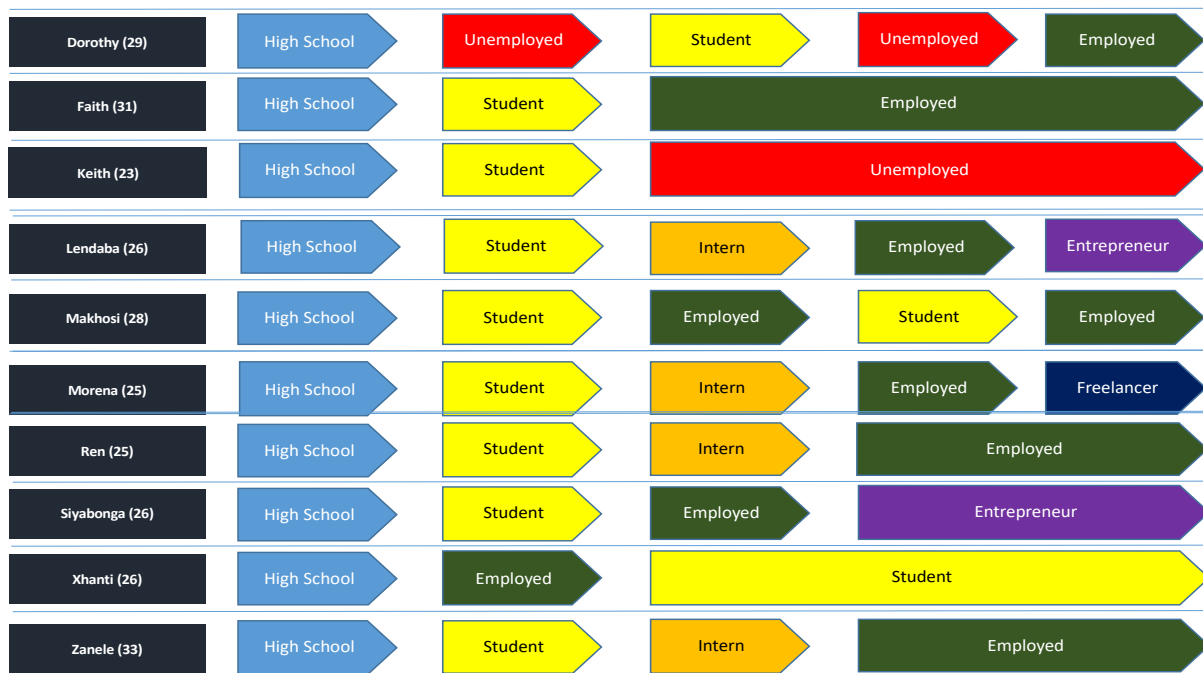 Dorothy (29) High School Unemployed Student Unemployed Employed
Faith (31) High School Student Employed
Keith (23) High School Student Unemployed
Lendaba (26) High School Student Intern Employed Entrepreneur
Makhosi (28) High School Student Employed Student Employed
Morena (25) High School Student Intern Employed Freelancer
Ren (25) High School Student Intern Employed
Siyabonga (26) High School Student Employed Entrepreneur
Xhanti (26) High School Employed Student
Zanele (33) High School Student Intern Employed